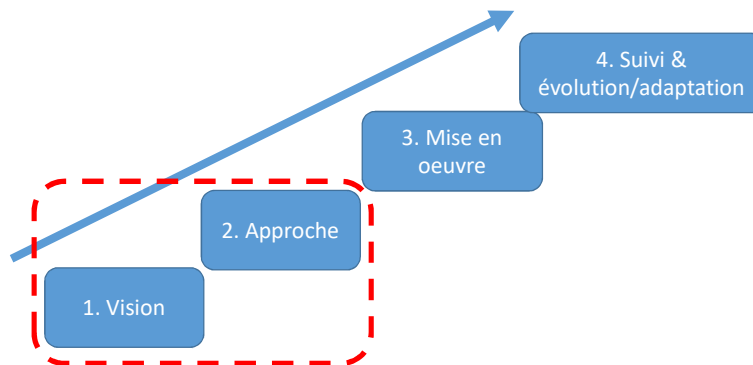 1. Vision
2. Approche
3. Mise en
oeuvre
4. Suivi &
évolution/adaptation